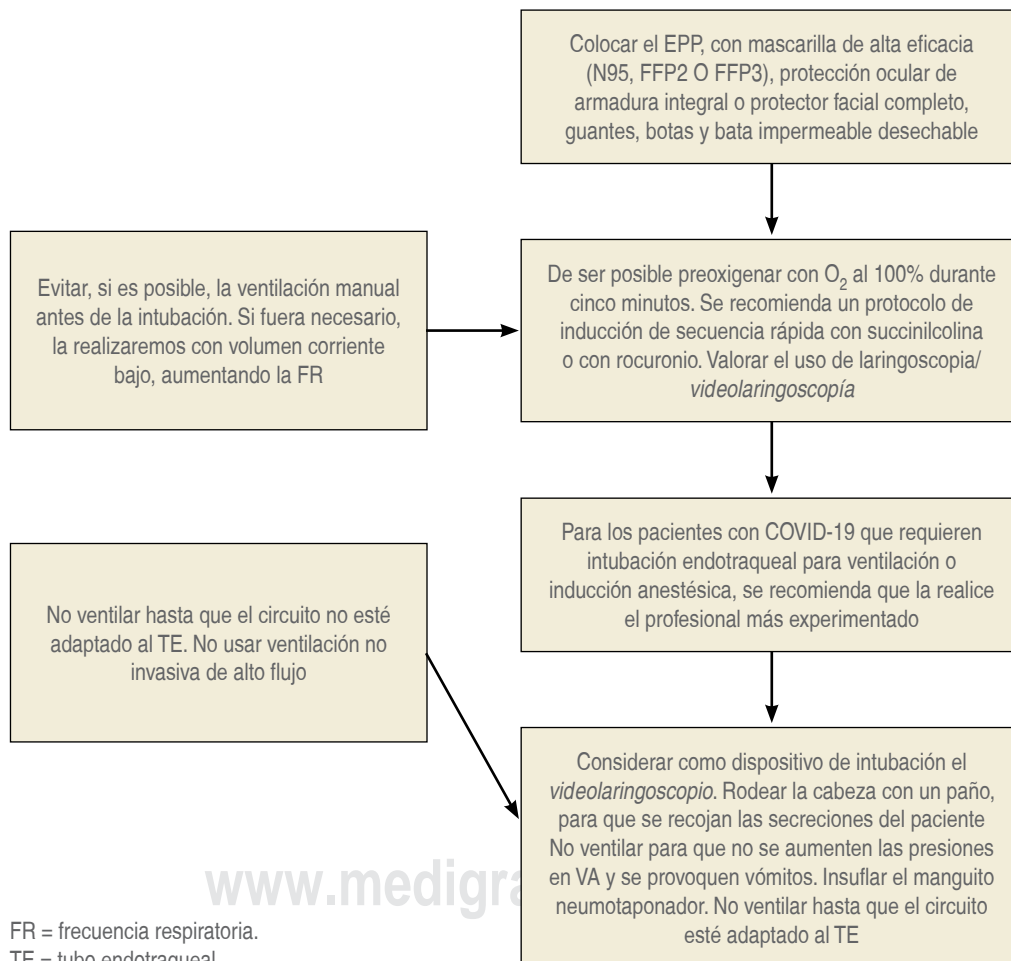 Colocar el EPP, con mascarilla de alta eficacia
(N95, FFP2 O FFP3), protección ocular de
armadura integral o protector facial completo,
guantes, botas y bata impermeable desechable
Evitar, si es posible, la ventilación manual
antes de la intubación. Si fuera necesario,
la realizaremos con volumen corriente
bajo, aumentando la FR
De ser posible preoxigenar con O₂ al 100% durante
cinco minutos. Se recomienda un protocolo de
inducción de secuencia rápida con succinilcolina
o con rocuronio. Valorar el uso de laringoscopia/
videolaringoscopía
Para los pacientes con COVID-19 que requieren
intubación endotraqueal para ventilación o
inducción anestésica, se recomienda que la realice
el profesional más experimentado
No ventilar hasta que el circuito no esté
adaptado al TE. No usar ventilación no
invasiva de alto flujo
Considerar como dispositivo de intubación el
videolaringoscopio. Rodear la cabeza con un paño,
para que se recojan las secreciones del paciente
No ventilar para que no se aumenten las presiones
en VA y se provoquen vómitos. Insuflar el manguito
neumotaponador. No ventilar hasta que el circuito
esté adaptado al TE
www.medigra
FR = frecuencia respiratoria.
TE = tubo endotraqueal